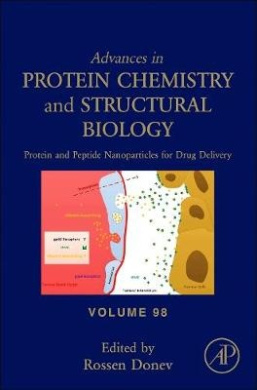 Advances in
PROTEIN CHEMISTRY
and STRUCTURAL
BIOLOGY
Protein and Peptide Nanoparticles for Drug Delivery
VOLUME 98
Edited by
Rossen Donev
AP